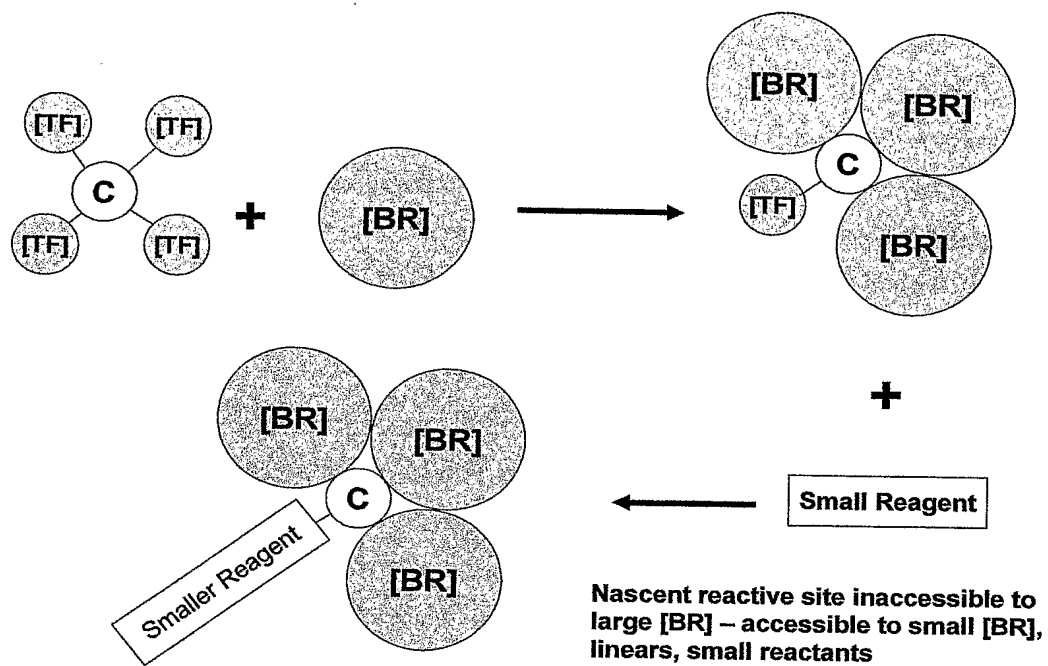 [TF]
[TF]
C
[TF]
[TF]
+
[BR]
[BR]
[BR]
C
[TF]
[BR]
+
[BR]
[BR]
C
Smaller Reagent
[BR]
Small Reagent
Nascent reactive site inaccessible to
large [BR] – accessible to small [BR],
linears, small reactants